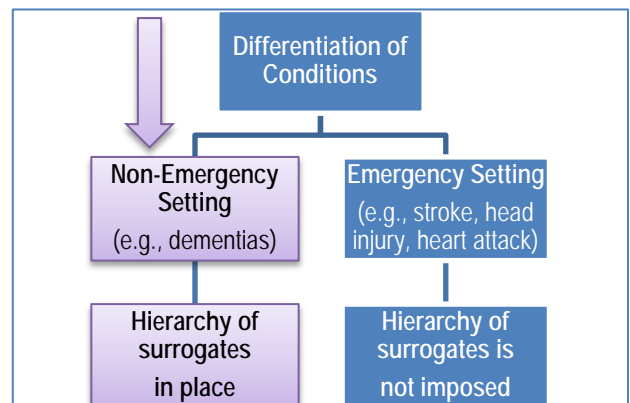 Differentiation of
Conditions
Non-Emergency
Setting
(e.g., dementias)
Emergency Setting
(e.g., stroke, head
injury, heart attack)
Hierarchy of
surrogates
in place
Hierarchy of
surrogates is
not imposed